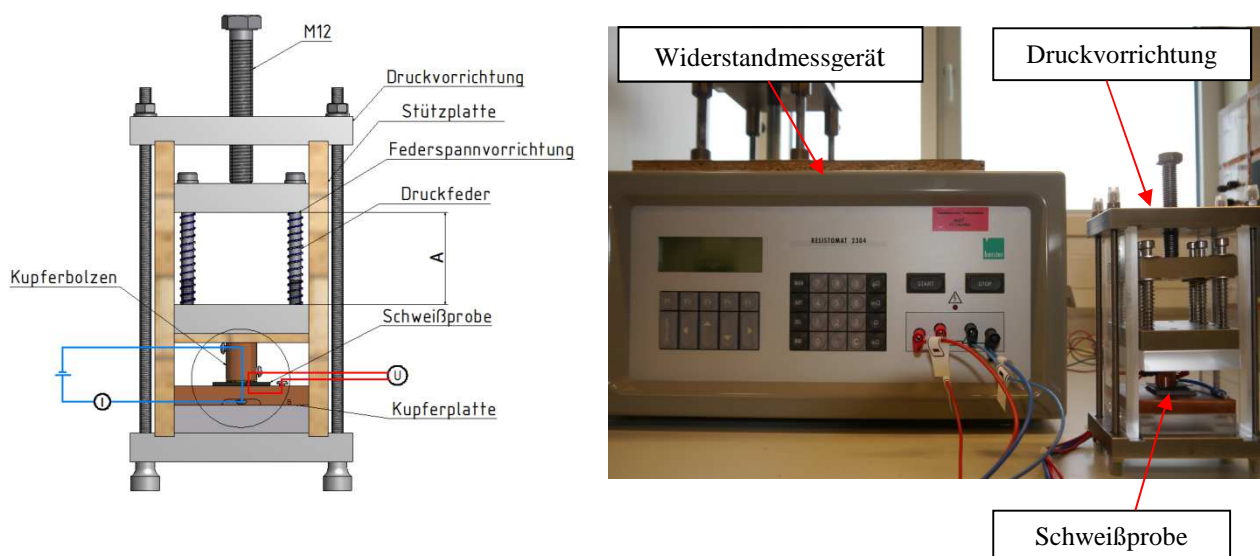 M12
Druckvorrichtung
Stützplatte
Federspannvorrichtung
Druckfeder
A
Kupferbolzen
Schweißprobe
U
I
Kupferplatte
Widerstandmessgerät
Druckvorrichtung
RESISTOMAT 2304
START
STOP
Schweißprobe